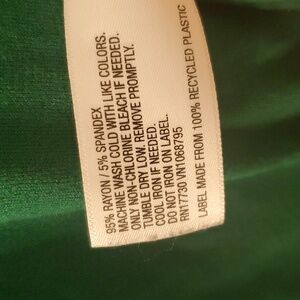 95% RAYON / 5% SPANDEX
MACHINE WASH COLD WITH LIKE COLORS.
ONLY NON-CHLORINE BLEACH IF NEEDED.
TUMBLE DRY LOW. REMOVE PROMPTLY.
COOL IRON IF NEEDED.
DO NOT IRON ON LABEL.
RN17730 VN1068795
LABEL MADE FROM 100% RECYCLED PLASTIC